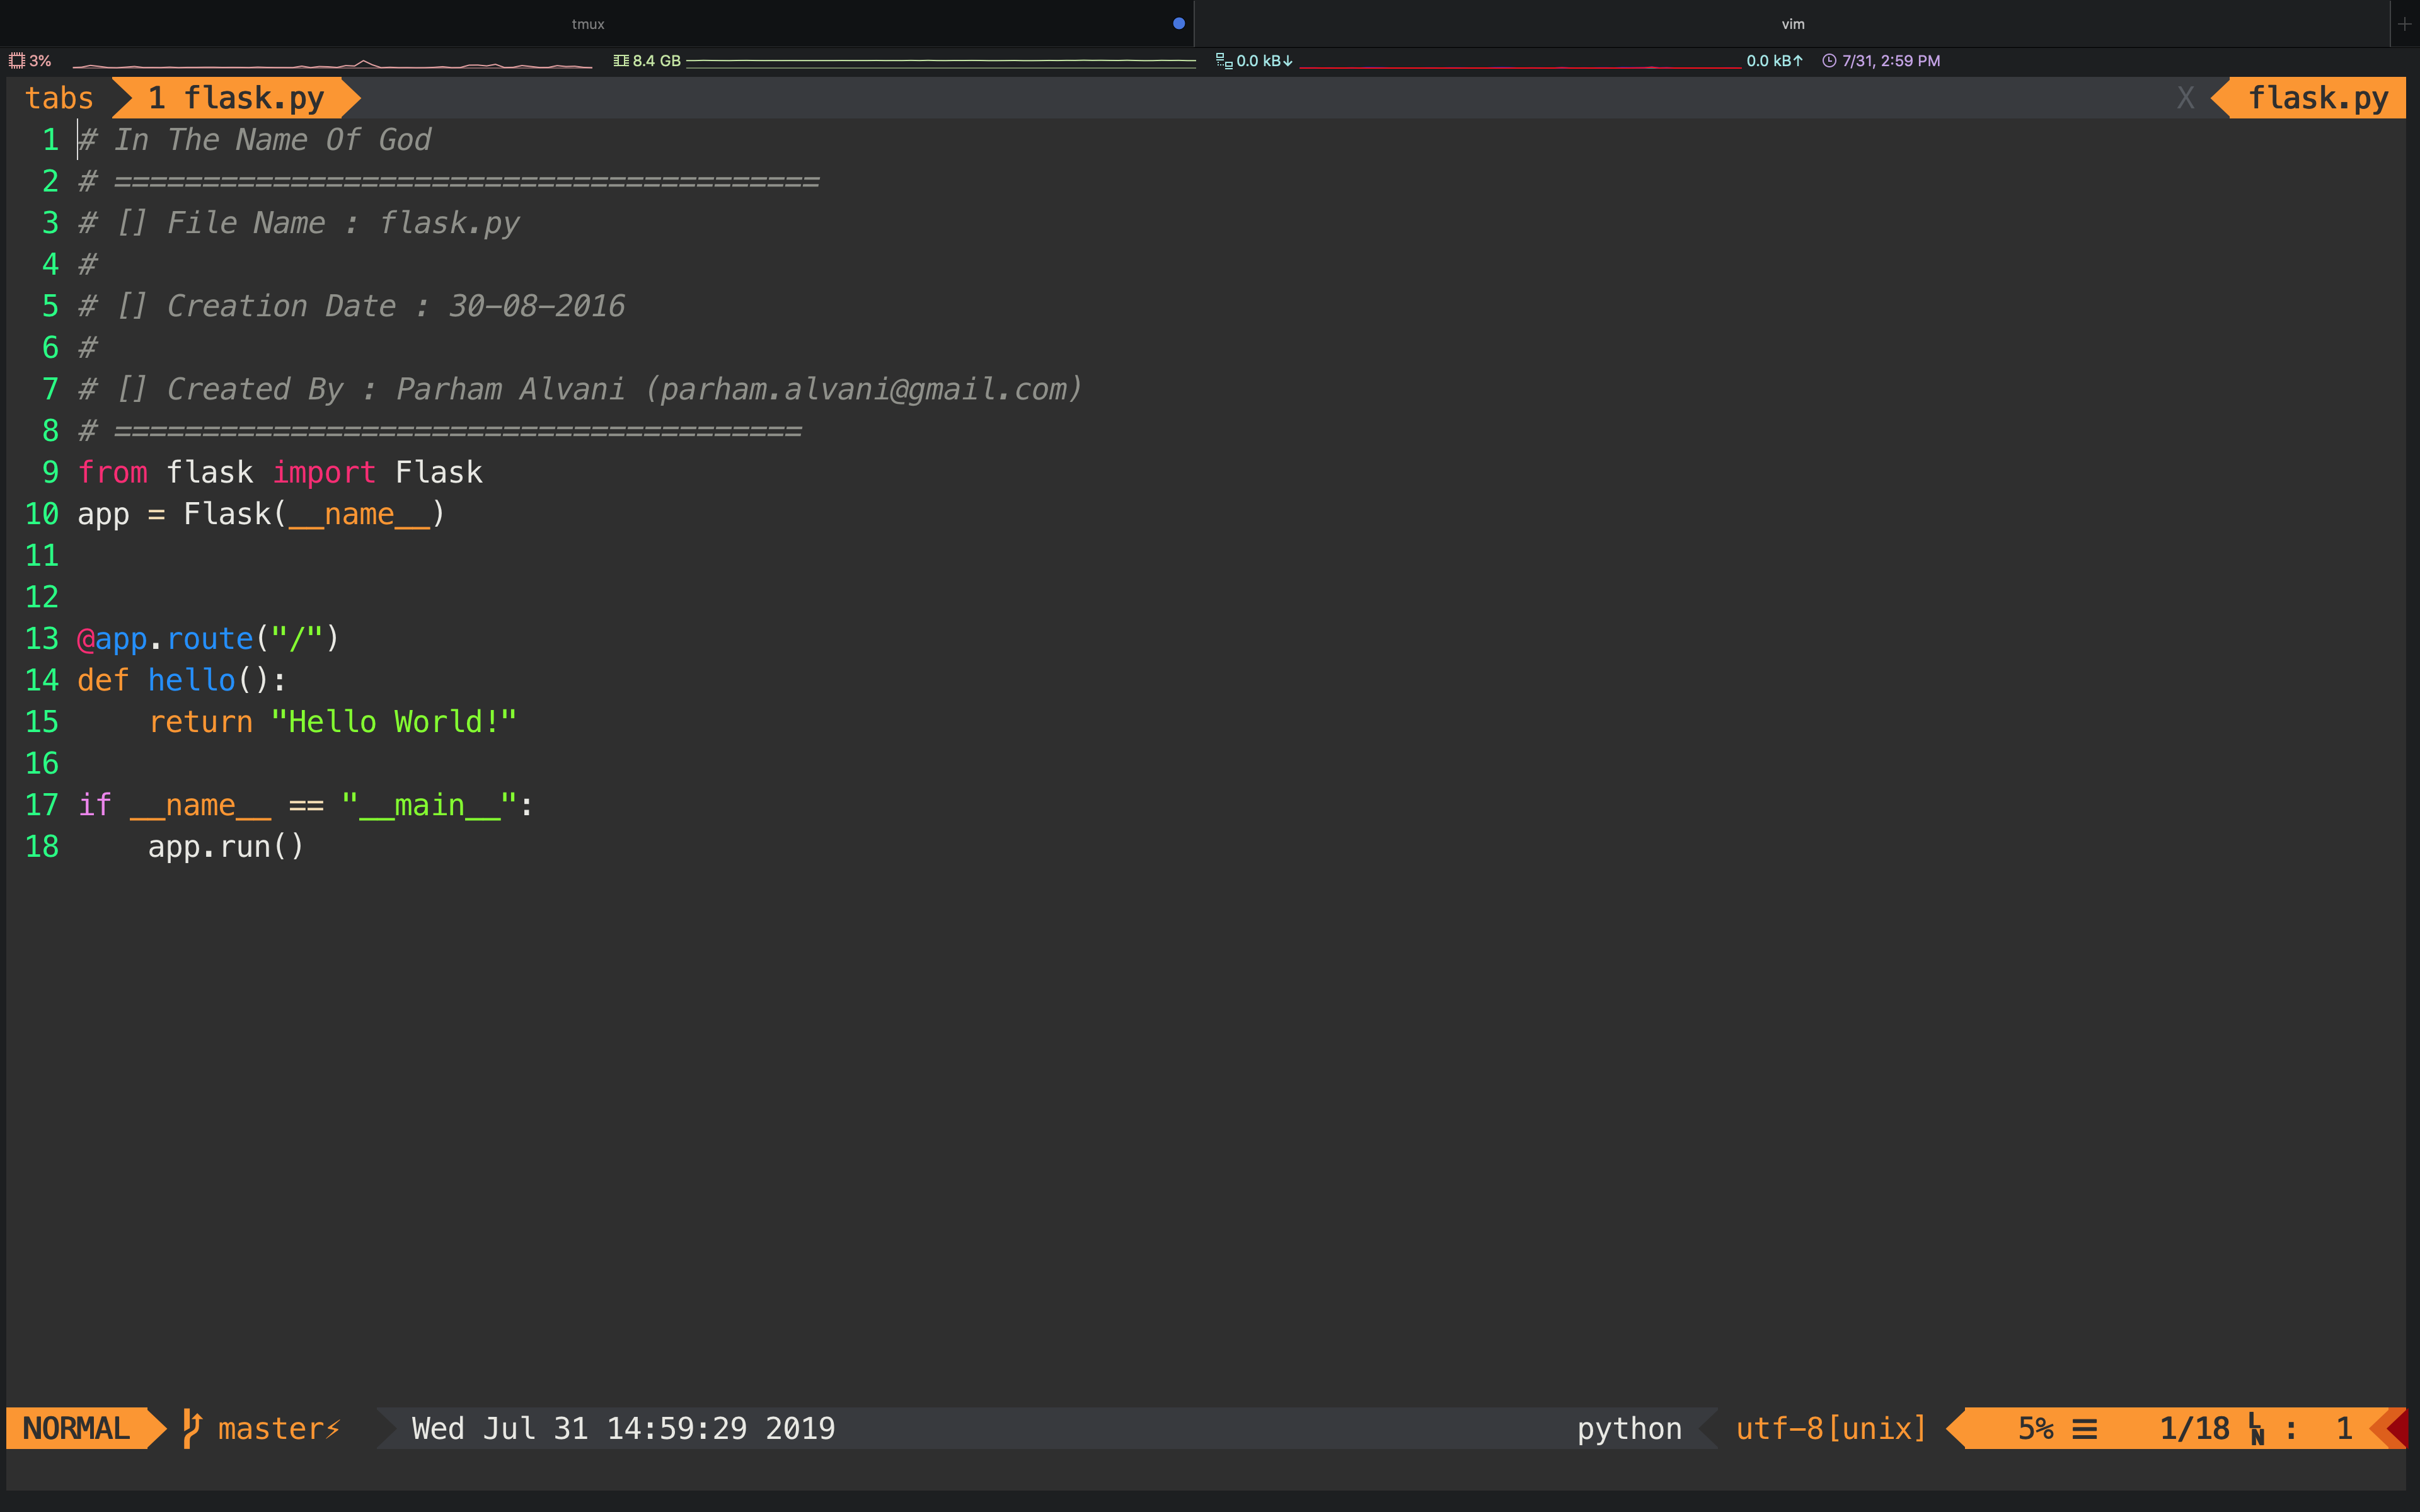 tmux vim
3% 8.4 GB 0.0 kB↓ 0.0 kB↑ 7/31, 2:59 PM
tabs 1 flask.py X flask.py
1 # In The Name Of God
2 # ========================================
3 # [] File Name : flask.py
4 #
5 # [] Creation Date : 30-08-2016
6 #
7 # [] Created By : Parham Alvani (parham.alvani@gmail.com)
8 # =======================================
9 from flask import Flask
10 app = Flask(__name__)
11
12
13 @app.route("/")
14 def hello():
15     return "Hello World!"
16
17 if __name__ == "__main__":
18     app.run()
NORMAL master⚡ Wed Jul 31 14:59:29 2019 python utf-8[unix] 5% ☰ 1/18 LN : 1